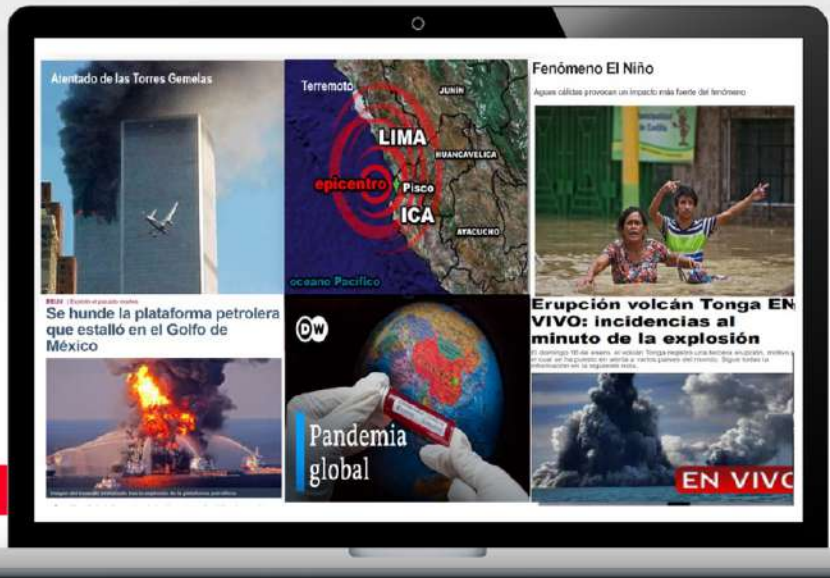 Atentado de las Torres Gemelas
Terremoto
JUNÍN
LIMA
HUANCAVELICA
epicentro
Pisco
ICA
AYACUCHO
oceano Pacifico
Fenómeno El Niño
Aguas cálidas provocan un impacto más fuerte del fenómeno
Se hunde la plataforma petrolera
que estalló en el Golfo de
México
DW
Pandemia
global
Erupción volcán Tonga EN
VIVO: incidencias al
minuto de la explosión
EN VIVO